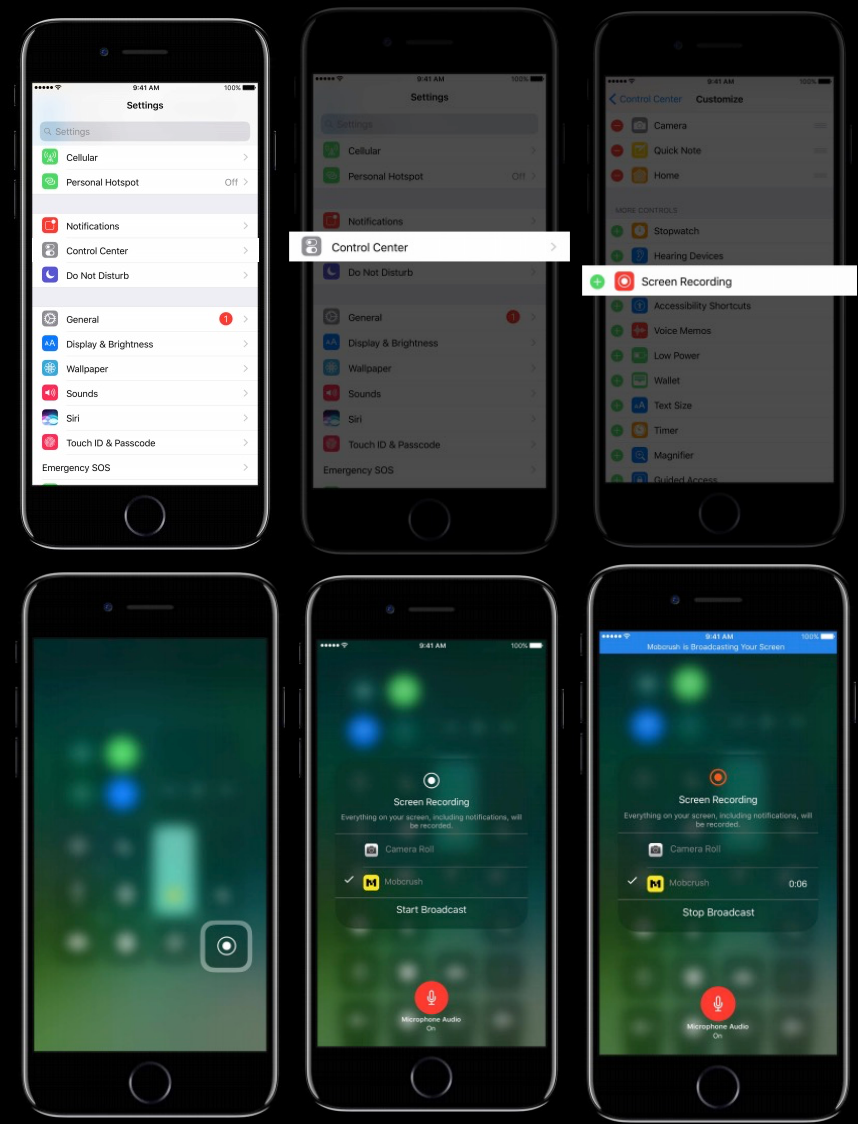 9:41 AM
100%
Settings
Settings
Cellular
Personal Hotspot
Off
Notifications
Control Center
Do Not Disturb
General
1
Display & Brightness
AA
Wallpaper
Sounds
Siri
Touch ID & Passcode
Emergency SOS
9:41 AM
100%
Settings
Settings
Cellular
Personal Hotspot
Off
Notifications
Control Center
Do Not Disturb
General
1
Display & Brightness
AA
Wallpaper
Sounds
Siri
Touch ID & Passcode
Emergency SOS
9:41 AM
100%
Control Center
Customize
Camera
Quick Note
Home
MORE CONTROLS
Stopwatch
Hearing Devices
Screen Recording
Accessibility Shortcuts
Voice Memos
Low Power
Wallet
Text Size
AA
Timer
Magnifier
Guided Access
9:41 AM
100%
Screen Recording
Everything on your screen, including notifications, will
be recorded.
Camera Roll
M
Mobcrush
Start Broadcast
Microphone Audio
On
9:41 AM
100%
Mobcrush is Broadcasting Your Screen
Screen Recording
Everything on your screen, including notifications, will
be recorded.
Camera Roll
M
Mobcrush
0:06
Stop Broadcast
Microphone Audio
On